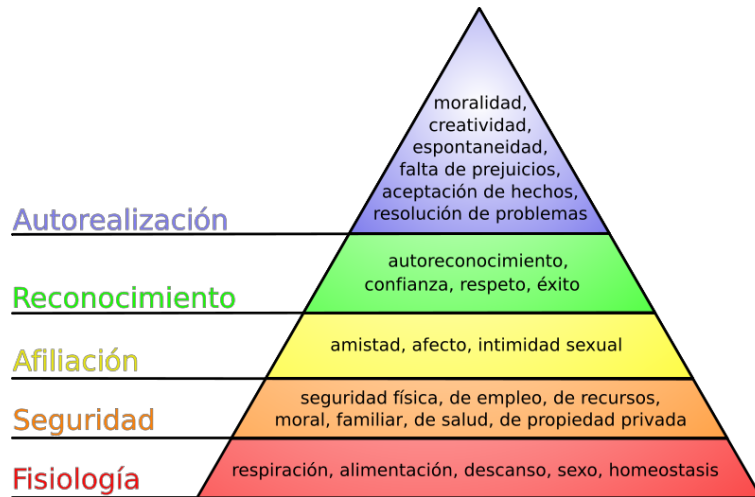 moralidad,
creatividad,
espontaneidad,
falta de prejuicios,
aceptación de hechos,
resolución de problemas
Autorealización
autoreconocimiento,
confianza, respeto, éxito
Reconocimiento
amistad, afecto, intimidad sexual
Afiliación
seguridad física, de empleo, de recursos,
moral, familiar, de salud, de propiedad privada
Seguridad
respiración, alimentación, descanso, sexo, homeostasis
Fisiología